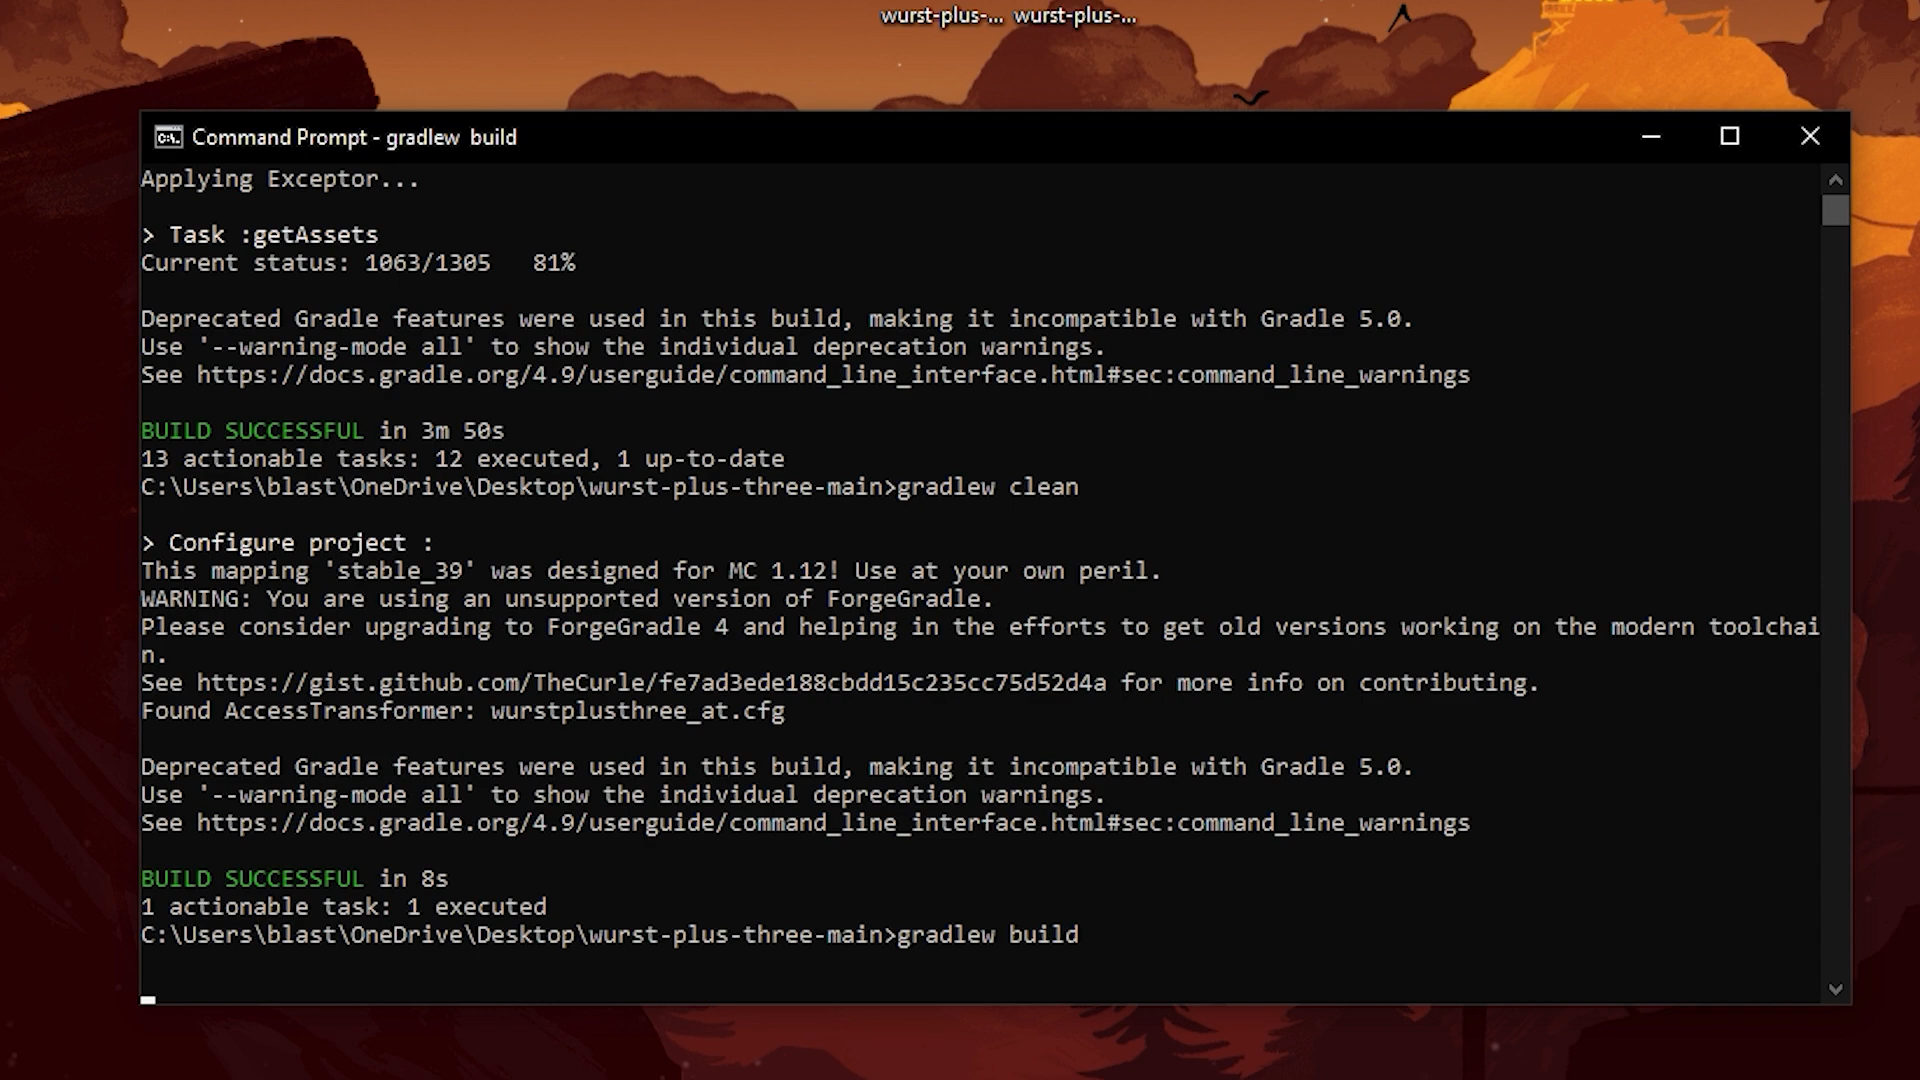 wurst-plus-... wurst-plus-...
Command Prompt - gradlew  build
Applying Exceptor...
> Task :getAssets
Current status: 1063/1305   81%
Deprecated Gradle features were used in this build, making it incompatible with Gradle 5.0.
Use '--warning-mode all' to show the individual deprecation warnings.
See https://docs.gradle.org/4.9/userguide/command_line_interface.html#sec:command_line_warnings
BUILD SUCCESSFUL in 3m 50s
13 actionable tasks: 12 executed, 1 up-to-date
C:\Users\blast\OneDrive\Desktop\wurst-plus-three-main>gradlew clean
> Configure project :
This mapping 'stable_39' was designed for MC 1.12! Use at your own peril.
WARNING: You are using an unsupported version of ForgeGradle.
Please consider upgrading to ForgeGradle 4 and helping in the efforts to get old versions working on the modern toolchai
n.
See https://gist.github.com/TheCurle/fe7ad3ede188cbdd15c235cc75d52d4a for more info on contributing.
Found AccessTransformer: wurstplusthree_at.cfg
Deprecated Gradle features were used in this build, making it incompatible with Gradle 5.0.
Use '--warning-mode all' to show the individual deprecation warnings.
See https://docs.gradle.org/4.9/userguide/command_line_interface.html#sec:command_line_warnings
BUILD SUCCESSFUL in 8s
1 actionable task: 1 executed
C:\Users\blast\OneDrive\Desktop\wurst-plus-three-main>gradlew build